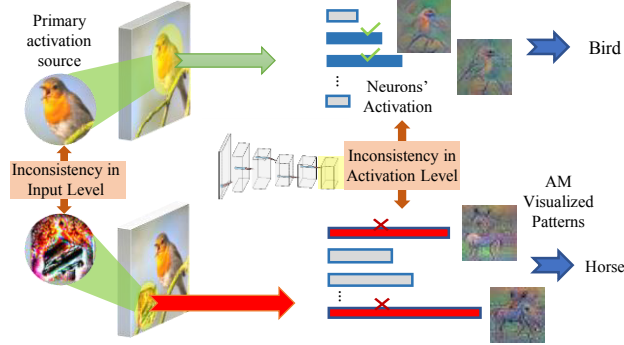 Primary
activation
source
Bird
Neurons'
Activation
Inconsistency in
Input Level
Inconsistency in
Activation Level
AM
Visualized
Patterns
Horse